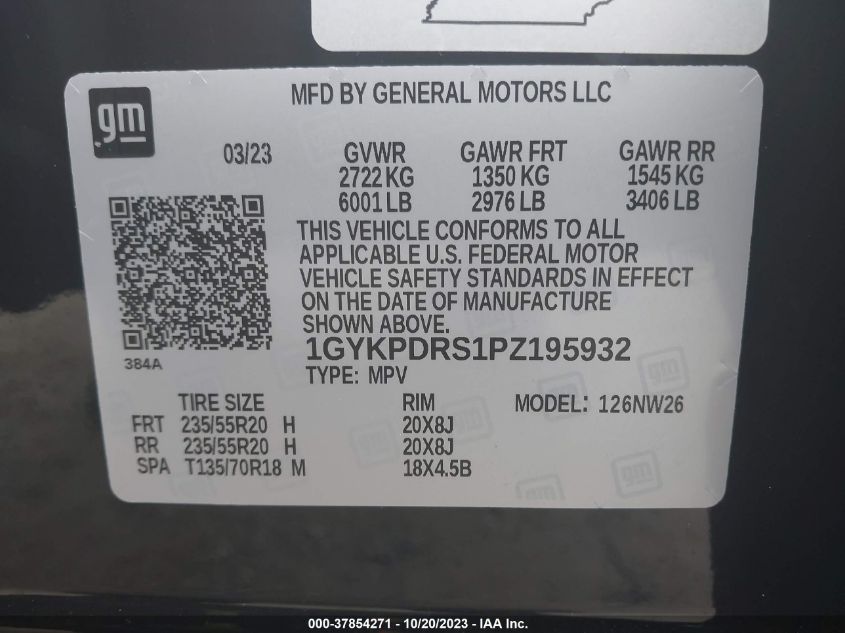 MFD BY GENERAL MOTORS LLC
gm
03/23 GVWR GAWR FRT GAWR RR
2722 KG 1350 KG 1545 KG
6001 LB 2976 LB 3406 LB
THIS VEHICLE CONFORMS TO ALL
APPLICABLE U.S. FEDERAL MOTOR
VEHICLE SAFETY STANDARDS IN EFFECT
ON THE DATE OF MANUFACTURE
SHOWN ABOVE.
1GYKPDRS1PZ195932
384A
TYPE: MPV
TIRE SIZE RIM MODEL: 126NW26
FRT 235/55R20 H 20X8J
RR 235/55R20 H 20X8J
SPA T135/70R18 M 18X4.5B
000-37854271 - 10/20/2023 - IAA Inc.